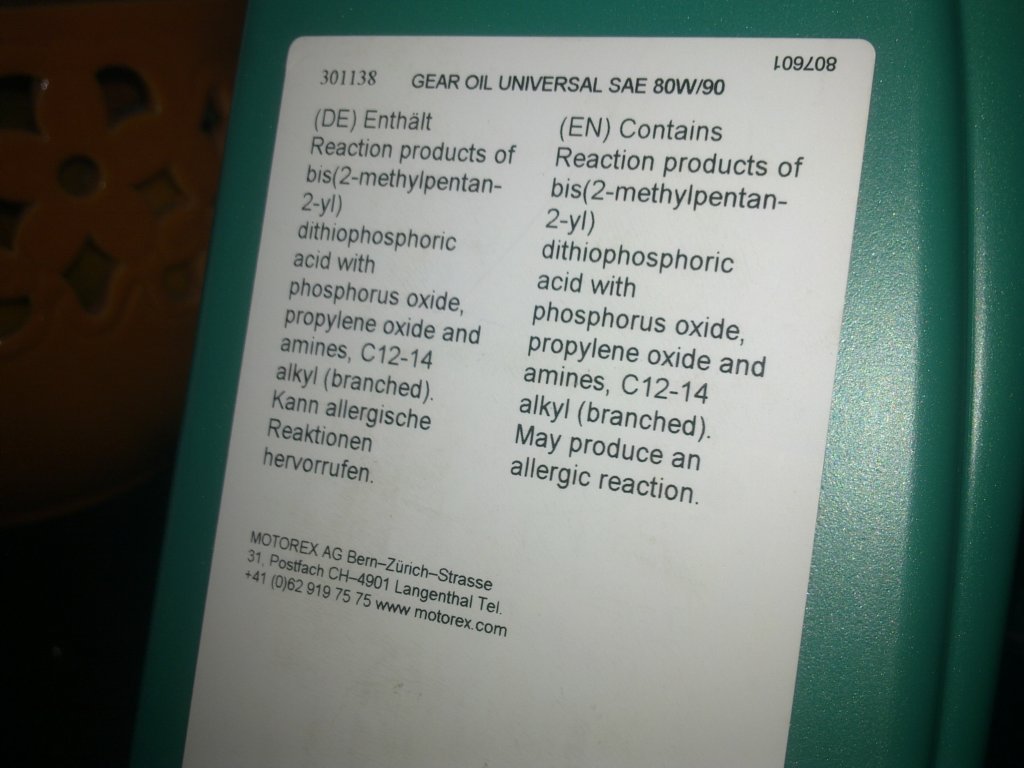 301138 GEAR OIL UNIVERSAL SAE 80W/90
807601
(DE) Enthält
Reaction products of
bis(2-methylpentan-
2-yl)
dithiophosphoric
acid with
phosphorus oxide,
propylene oxide and
amines, C12-14
alkyl (branched).
Kann allergische
Reaktionen
hervorrufen.
(EN) Contains
Reaction products of
bis(2-methylpentan-
2-yl)
dithiophosphoric
acid with
phosphorus oxide,
propylene oxide and
amines, C12-14
alkyl (branched).
May produce an
allergic reaction.
MOTOREX AG Bern–Zürich–Strasse
31, Postfach CH–4901 Langenthal Tel.
+41 (0)62 919 75 75 www motorex.com